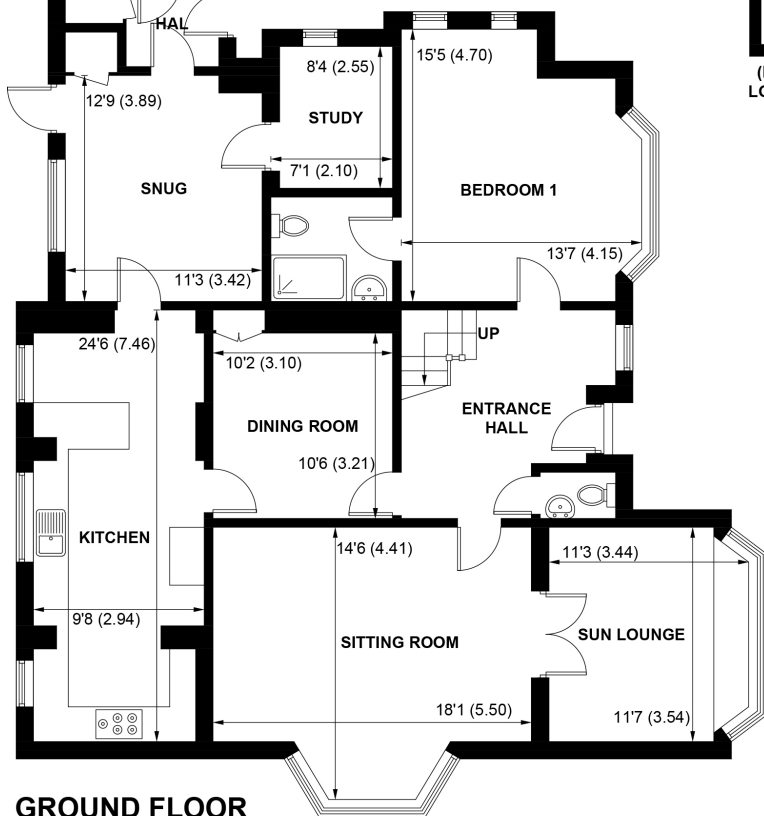 HAL
8'4 (2.55)
15'5 (4.70)
(
LO
12'9 (3.89)
STUDY
7'1 (2.10)
SNUG
BEDROOM 1
13'7 (4.15)
11'3 (3.42)
24'6 (7.46)
UP
10'2 (3.10)
ENTRANCE
HALL
DINING ROOM
10'6 (3.21)
KITCHEN
14'6 (4.41)
11'3 (3.44)
9'8 (2.94)
SITTING ROOM
SUN LOUNGE
18'1 (5.50)
11'7 (3.54)
GROUND FLOOR